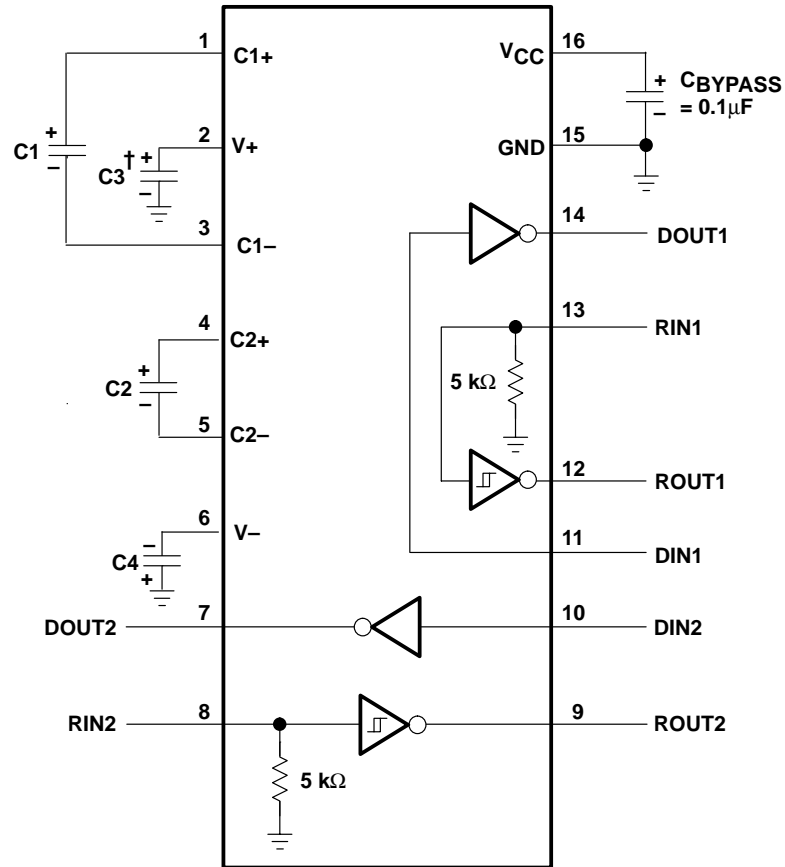 1
C1+
C1
+
–
2
V+
C3
†
+
–
3
C1–
4
C2+
C2
+
–
5
C2–
6
V–
C4
–
+
DOUT2
7
RIN2
8
5 kΩ
VCC
16
+
–
CBYPASS
= 0.1μF
GND
15
14
DOUT1
13
RIN1
5 kΩ
12
ROUT1
11
DIN1
10
DIN2
9
ROUT2